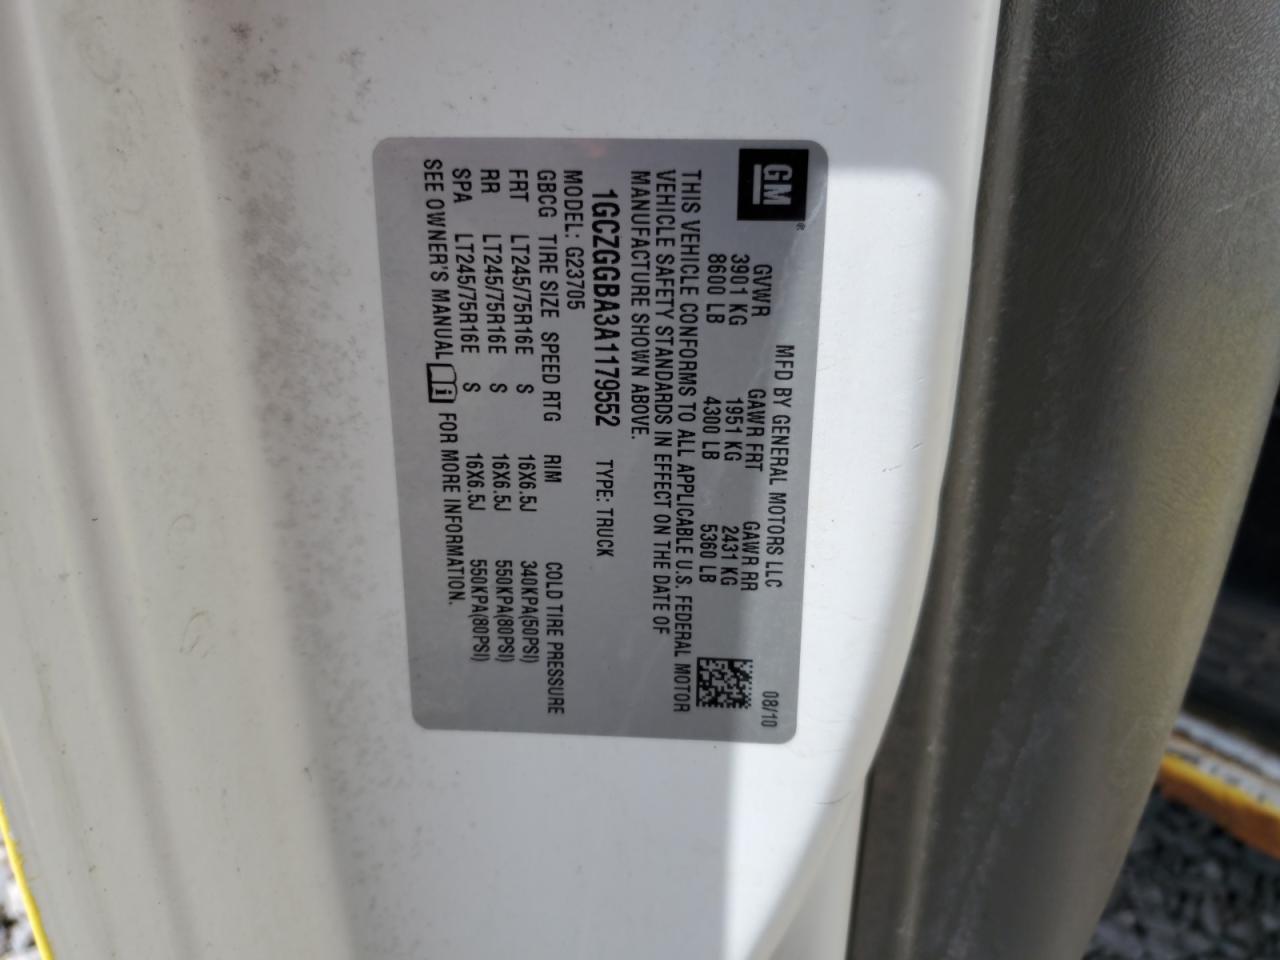 GM®
MFD BY GENERAL MOTORS LLC 08/10
GVWR GAWR FRT GAWR RR
3901 KG 1951 KG 2431 KG
8600 LB 4300 LB 5360 LB
THIS VEHICLE CONFORMS TO ALL APPLICABLE U.S. FEDERAL MOTOR
VEHICLE SAFETY STANDARDS IN EFFECT ON THE DATE OF
MANUFACTURE SHOWN ABOVE.
1GCZGGBA3A1179552 TYPE: TRUCK
MODEL: G23705
GBCG TIRE SIZE SPEED RTG RIM COLD TIRE PRESSURE
FRT LT245/75R16E S 16X6.5J 340KPA(50PSI)
RR LT245/75R16E S 16X6.5J 550KPA(80PSI)
SPA LT245/75R16E S 16X6.5J 550KPA(80PSI)
SEE OWNER'S MANUAL i FOR MORE INFORMATION.